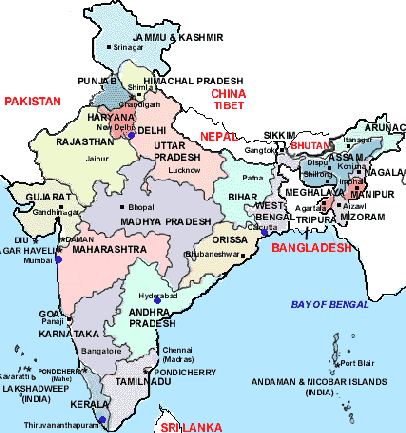 JAMMU & KASHMIR
Srinagar
PUNJAB
HIMACHAL PRADESH
Shimla
Chandigarh
PAKISTAN
CHINA
TIBET
HARYANA
New Delhi
DELHI
NEPAL
SIKKIM
Gangtok
BHUTAN
ARUNAC
Itanagar
RAJASTHAN
Jaipur
UTTAR
PRADESH
Lucknow
ASSAM
Dispur
Kohima
NAGALA
Shillong
Imphal
MEGHALAYA
MANIPUR
Patna
BIHAR
GUJARAT
Gandhinagar
Bhopal
MADHYA PRADESH
WEST
BENGAL
Calcuta
Agartala
TRIPURA
Aizawl
MIZORAM
BANGLADESH
DIU
DAMAN
AGAR HAVELI
Mumbai
MAHARASHTRA
ORISSA
Bhubaneshwar
Hyderabad
ANDHRA
PRADESH
BAY OF BENGAL
GOA
Panaji
KARNATAKA
Bangalore
Chennai
(Madras)
PONDICHERRY
PONDCHERRY
(Mahe)
Kavaratti
LAKSHADWEEP
(INDIA)
TAMILNADU
KERALA
Thiruvananthapuram
SRI LANKA
Port Blair
ANDAMAN & NICOBAR ISLANDS
(INDIA)